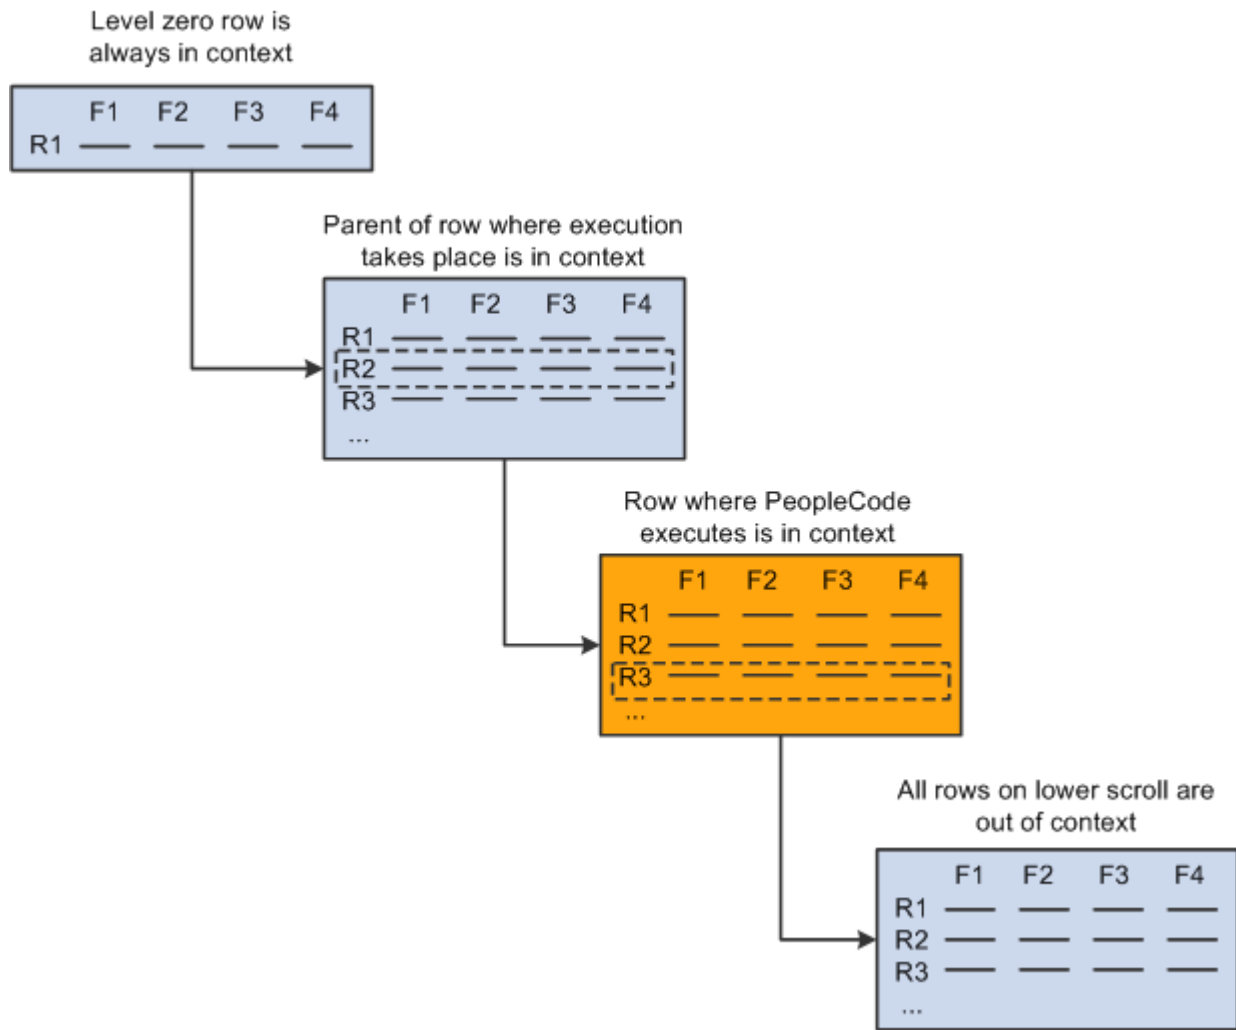 Level zero row is
always in context
F1 F2 F3 F4
R1
Parent of row where execution
takes place is in context
F1 F2 F3 F4
R1
R2
R3
...
Row where PeopleCode
executes is in context
F1 F2 F3 F4
R1
R2
R3
...
All rows on lower scroll are
out of context
F1 F2 F3 F4
R1
R2
R3
...